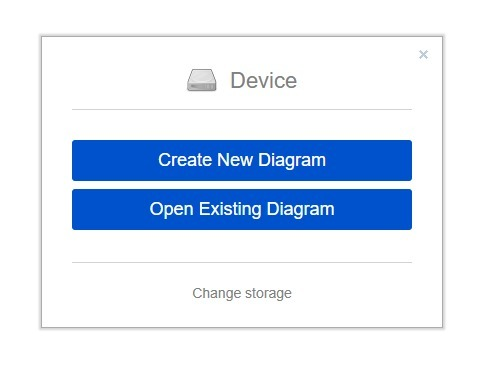 Device
Create New Diagram
Open Existing Diagram
Change storage